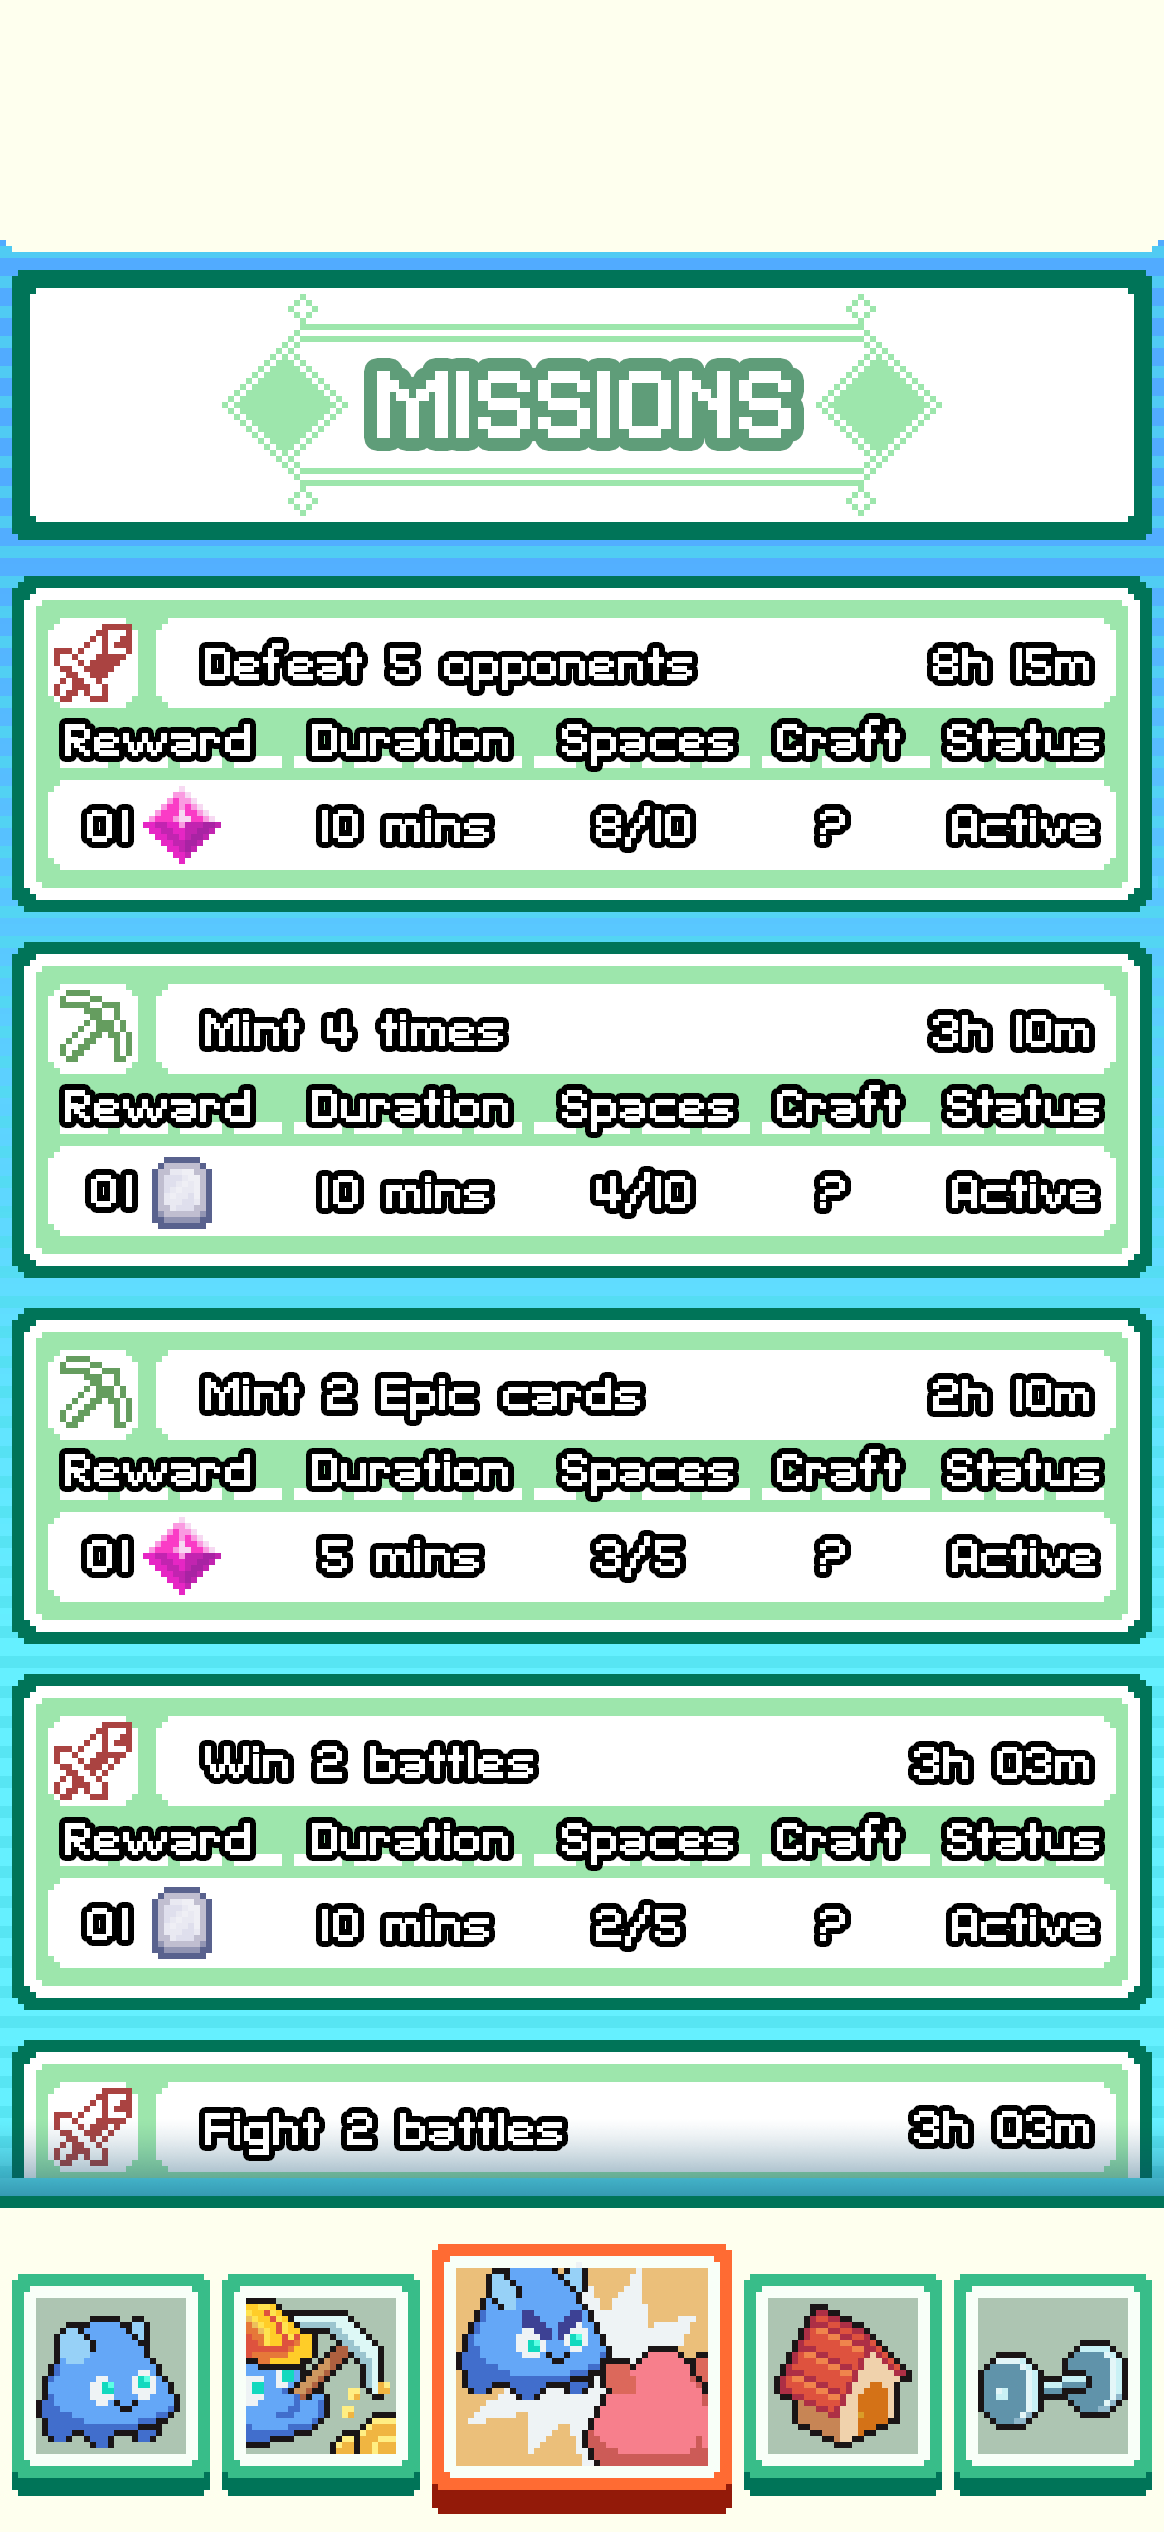 MISSIONS
Defeat 5 opponents 8h 15m
Reward Duration Spaces Craft Status
01 10 mins 8/10 ? Active
Mint 4 times 3h 10m
Reward Duration Spaces Craft Status
01 10 mins 4/10 ? Active
Mint 2 Epic cards 2h 10m
Reward Duration Spaces Craft Status
01 5 mins 3/5 ? Active
Win 2 battles 3h 03m
Reward Duration Spaces Craft Status
01 10 mins 2/5 ? Active
Fight 2 battles 3h 03m